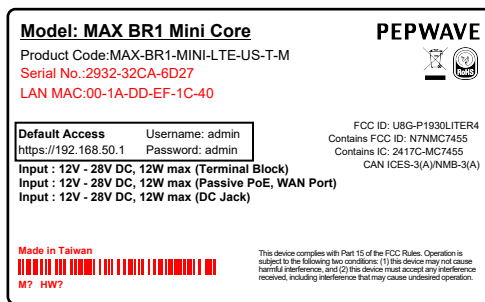 Model: MAX BR1 Mini Core
PEPWAVE
Product Code:MAX-BR1-MINI-LTE-US-T-M
Serial No.:2932-32CA-6D27
LAN MAC:00-1A-DD-EF-1C-40
RoHS
Default Access Username: admin
https://192.168.50.1 Password: admin
FCC ID: U8G-P1930LITER4
Contains FCC ID: N7NMC7455
Contains IC: 2417C-MC7455
CAN ICES-3(A)/NMB-3(A)
Input : 12V - 28V DC, 12W max (Terminal Block)
Input : 12V - 28V DC, 12W max (Passive PoE, WAN Port)
Input : 12V - 28V DC, 12W max (DC Jack)
Made in Taiwan
M? HW?
This device complies with Part 15 of the FCC Rules. Operation is
subject to the following two conditions: (1) this device may not cause
harmful interference, and (2) this device must accept any interference
received, including interference that may cause undesired operation.